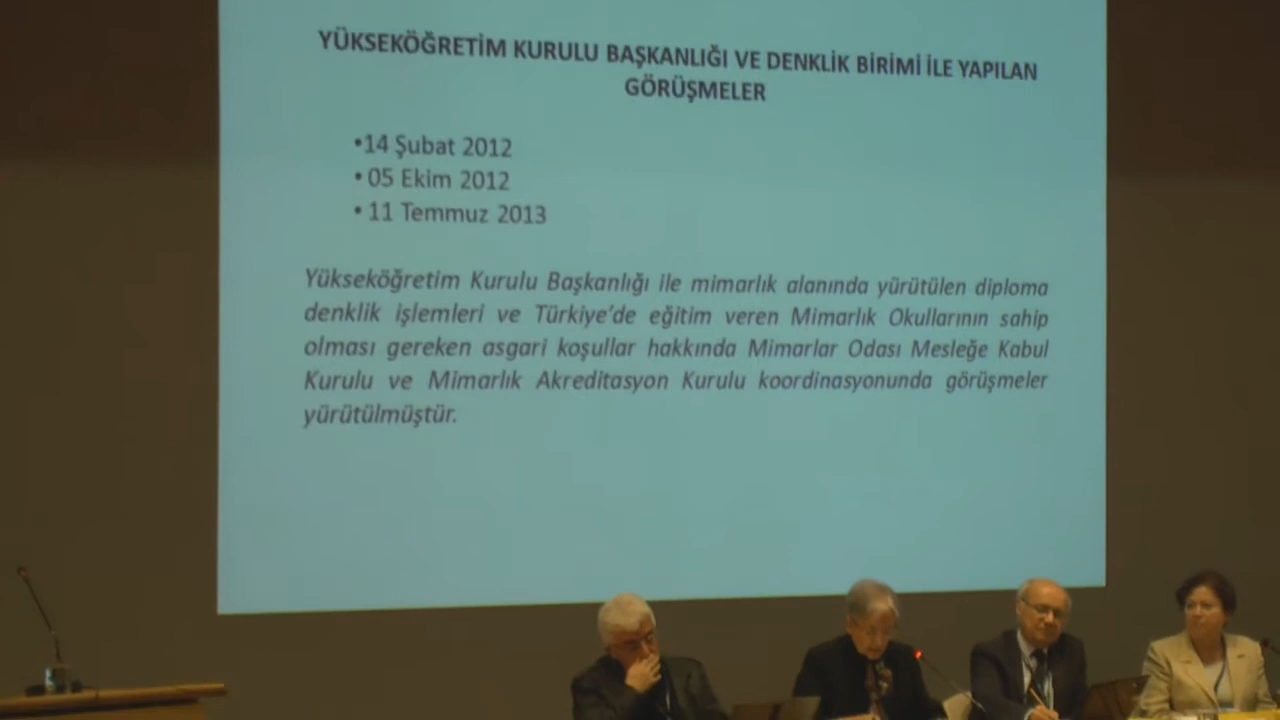 YÜKSEKÖĞRETİM KURULU BAŞKANLIĞI VE DENKLİK BİRİMİ İLE YAPILAN
GÖRÜŞMELER
•14 Şubat 2012
• 05 Ekim 2012
• 11 Temmuz 2013
Yükseköğretim Kurulu Başkanlığı ile mimarlık alanında yürütülen diploma
denklik işlemleri ve Türkiye’de eğitim veren Mimarlık Okullarının sahip
olması gereken asgari koşullar hakkında Mimarlar Odası Mesleğe Kabul
Kurulu ve Mimarlık Akreditasyon Kurulu koordinasyonunda görüşmeler
yürütülmüştür.